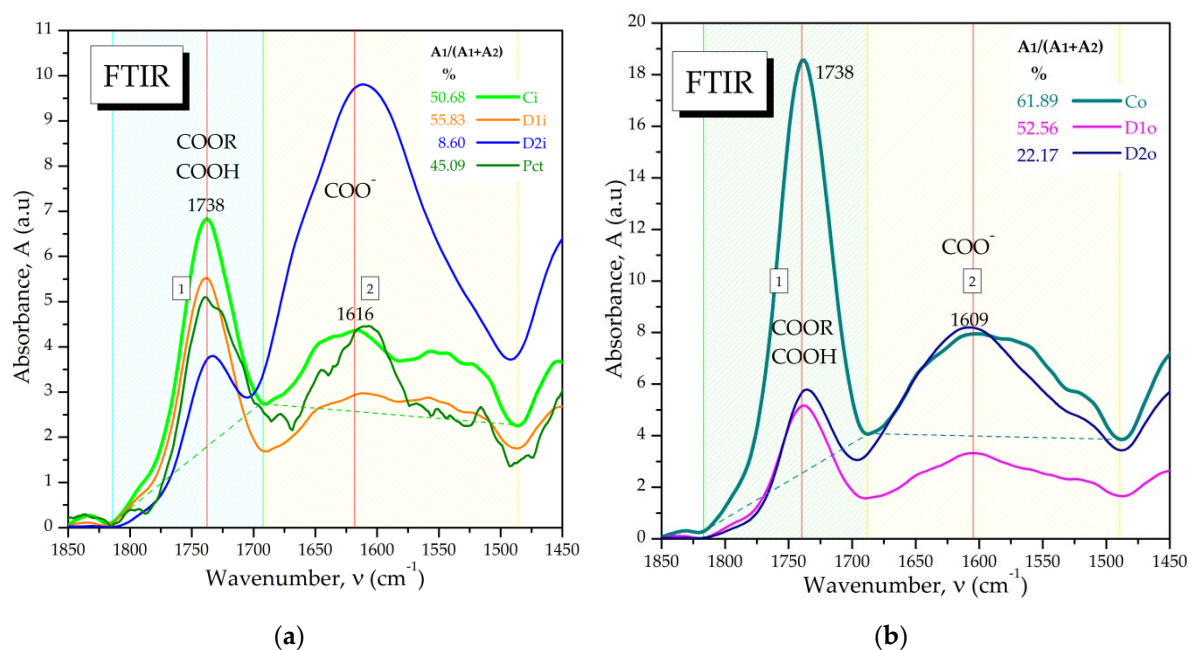 FTIR
A1/(A1+A2)
%
50.68 Ci
55.83 D1i
8.60 D2i
45.09 Pct
COOR
COOH
1738
COO⁻
1
2
1616
Absorbance, A (a.u)
11
10
9
8
7
6
5
4
3
2
1
0
1850 1800 1750 1700 1650 1600 1550 1500 1450
Wavenumber, ν (cm⁻¹)
(a)
FTIR
A1/(A1+A2)
%
61.89 Co
52.56 D1o
22.17 D2o
1738
COO⁻
1
2
1609
COOR
COOH
Absorbance, A (a.u)
20
18
16
14
12
10
8
6
4
2
0
1850 1800 1750 1700 1650 1600 1550 1500 1450
Wavenumber, ν (cm⁻¹)
(b)